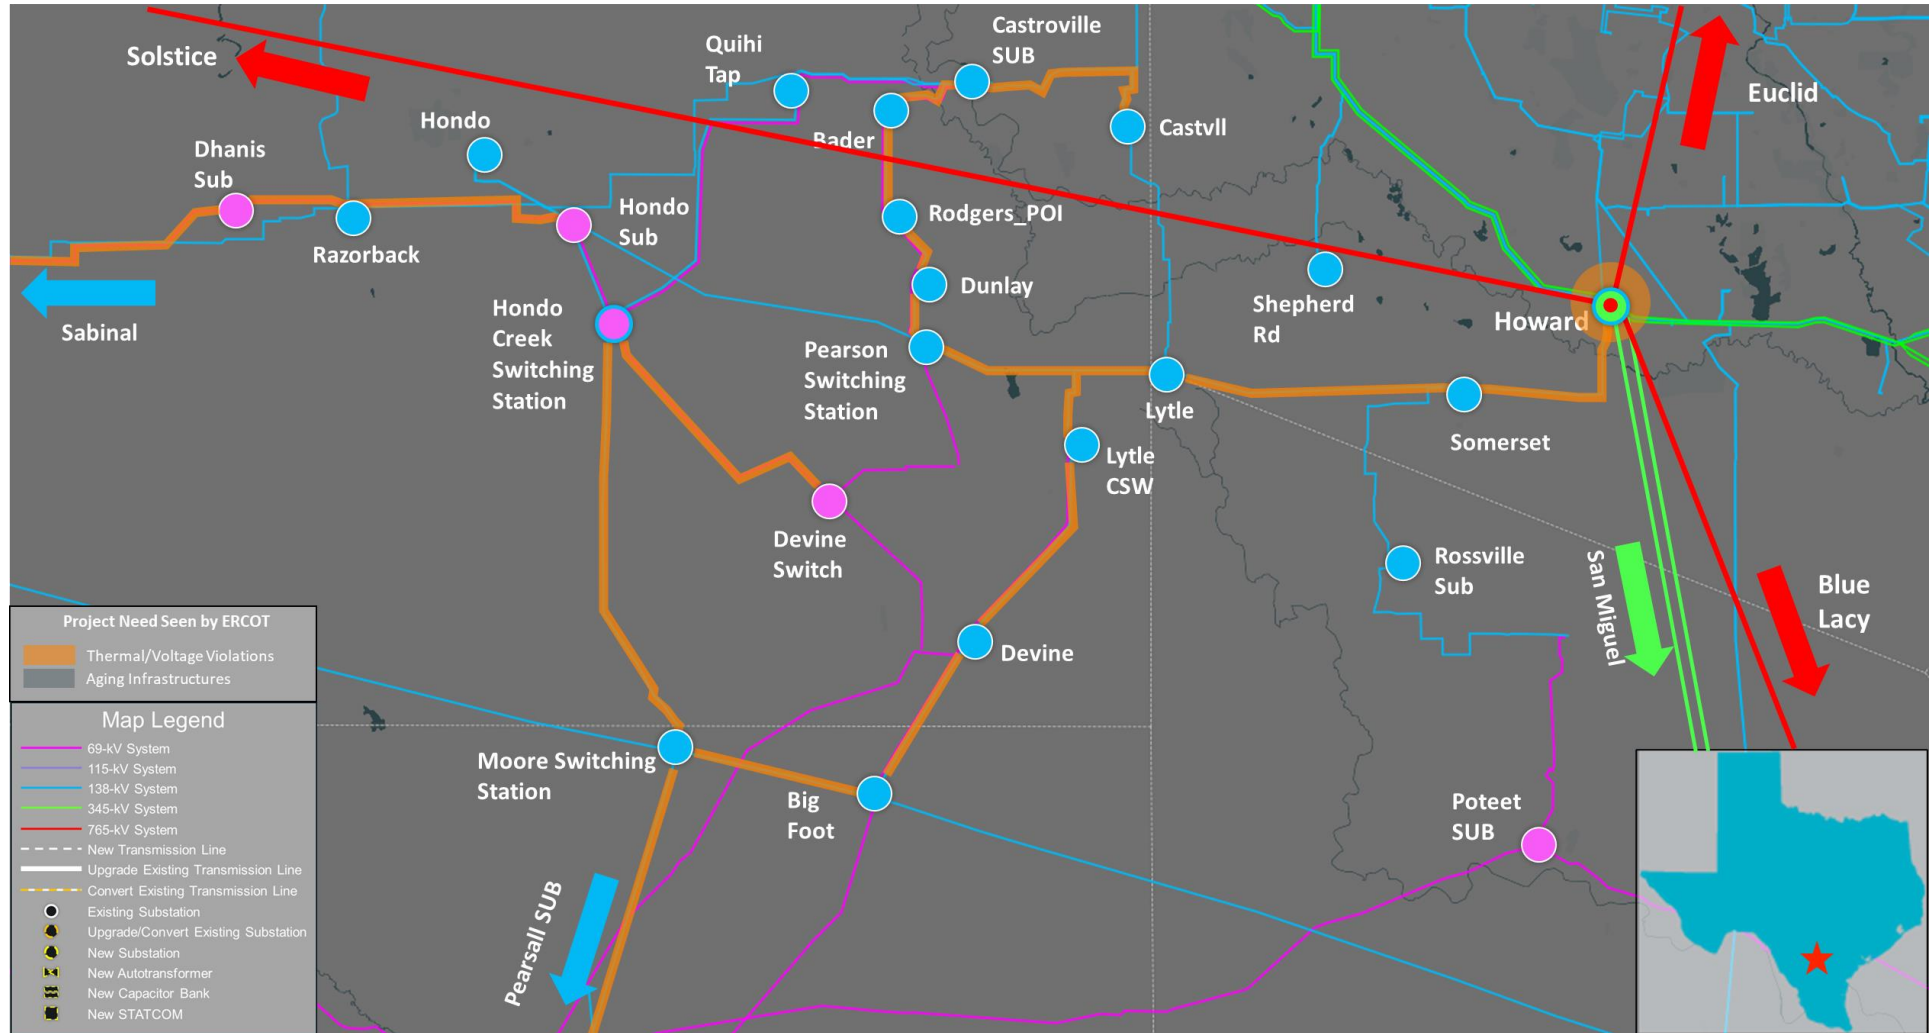 Solstice
Quihi
Tap
Castroville
SUB
Euclid
Hondo
Bader
Castvll
Dhanis
Sub
Razorback
Hondo
Sub
Rodgers_POI
Sabinal
Hondo
Creek
Switching
Station
Dunlay
Shepherd
Rd
Howard
Pearson
Switching
Station
Lytle
Somerset
Lytle
CSW
Devine
Switch
Rossville
Sub
San Miguel
Blue
Lacy
Devine
Moore Switching
Station
Big
Foot
Poteet
SUB
Pearsall SUB
Project Need Seen by ERCOT
Thermal/Voltage Violations
Aging Infrastructures
Map Legend
69-kV System
115-kV System
138-kV System
345-kV System
765-kV System
New Transmission Line
Upgrade Existing Transmission Line
Convert Existing Transmission Line
Existing Substation
Upgrade/Convert Existing Substation
New Substation
New Autotransformer
New Capacitor Bank
New STATCOM